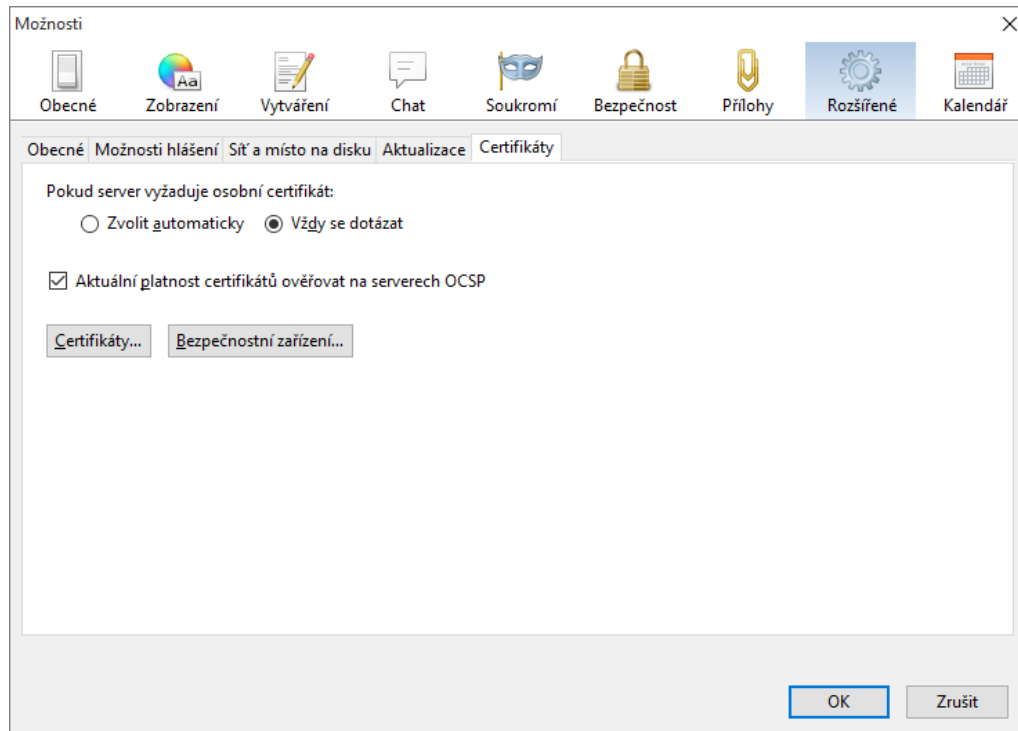 Možnosti
Aa
Obecné Zobrazení Vytváření Chat Soukromí Bezpečnost Přílohy Rozšířené Kalendář
Obecné Možnosti hlášení Síť a místo na disku Aktualizace Certifikáty
Pokud server vyžaduje osobní certifikát:
Zvolit automaticky Vždy se dotázat
Aktuální platnost certifikátů ověřovat na serverech OCSP
Certifikáty... Bezpečnostní zařízení...
OK Zrušit